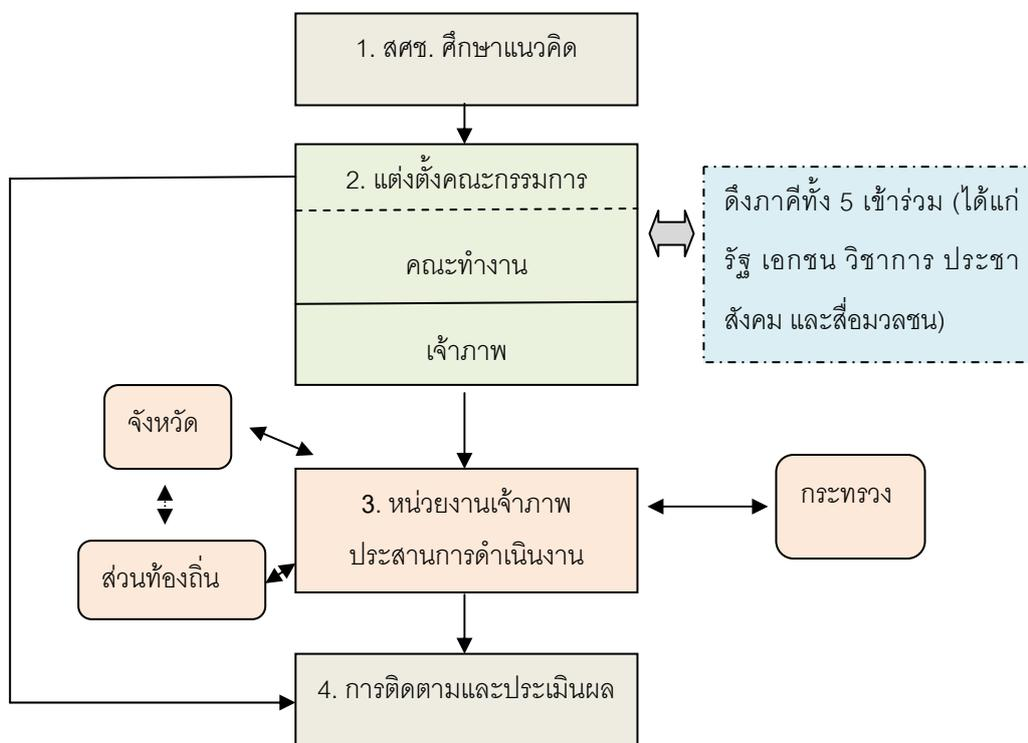 1. สศช. ศึกษาแนวคิด
2. แต่งตั้งคณะกรรมการ
คณะทำงาน
เจ้าภาพ
ดึงภาคีทั้ง 5 เข้าร่วม (ได้แก่
รัฐ เอกชน วิชาการ ประชา
สังคม และสื่อมวลชน)
จังหวัด
3. หน่วยงานเจ้าภาพ
ประสานการดำเนินงาน
กระทรวง
ส่วนท้องถิ่น
4. การติดตามและประเมินผล